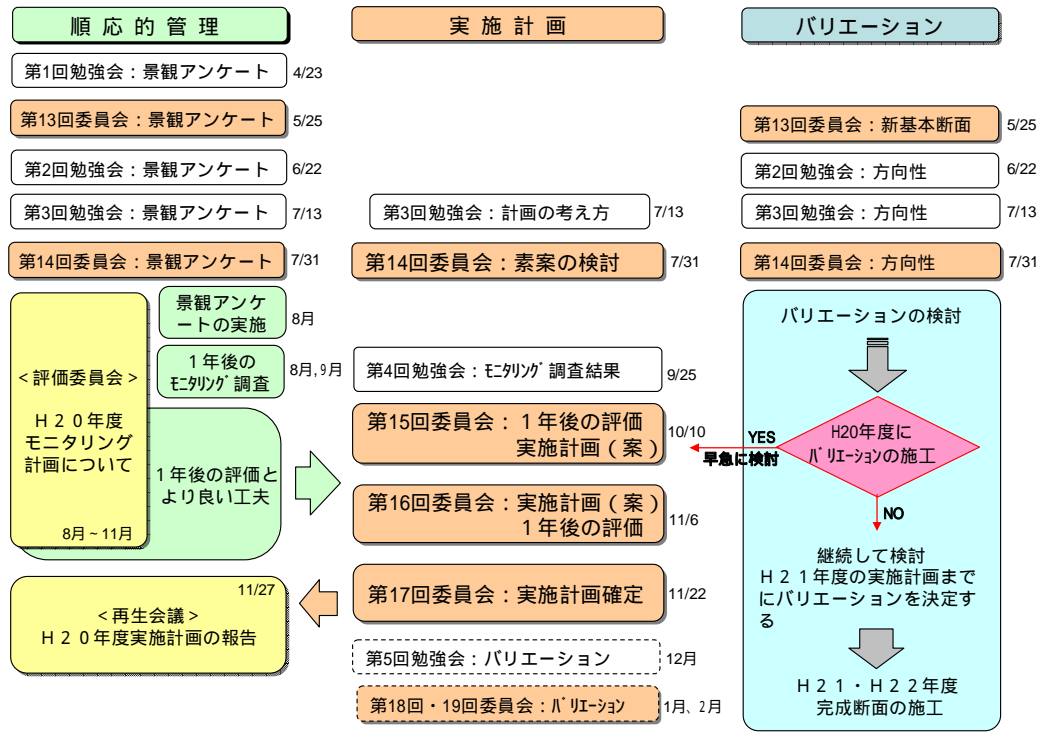 順応的管理
第1回勉強会：景観アンケート 4/23
第13回委員会：景観アンケート 5/25
第2回勉強会：景観アンケート 6/22
第3回勉強会：景観アンケート 7/13
第14回委員会：景観アンケート 7/31
＜評価委員会＞
Ｈ２０年度
モニタリング
計画について
8月～11月
景観アンケ
ートの実施
8月
１年後の
ﾓﾆﾀﾘﾝｸﾞ調査
8月,9月
１年後の評価と
より良い工夫
11/27
＜再生会議＞
Ｈ２０年度実施計画の報告
実施計画
第3回勉強会：計画の考え方 7/13
第14回委員会：素案の検討 7/31
第4回勉強会：ﾓﾆﾀﾘﾝｸﾞ調査結果 9/25
第15回委員会：１年後の評価
実施計画（案）
10/10
第16回委員会：実施計画（案）
１年後の評価
11/6
第17回委員会：実施計画確定 11/22
第5回勉強会：バリエーション 12月
第18回・19回委員会：ﾊﾞﾘｴｰｼｮﾝ 1月、2月
バリエーション
第13回委員会：新基本断面 5/25
第2回勉強会：方向性 6/22
第3回勉強会：方向性 7/13
第14回委員会：方向性 7/31
バリエーションの検討
H20年度に
ﾊﾞﾘｴｰｼｮﾝの施工
YES
早急に検討
NO
継続して検討
Ｈ２１年度の実施計画まで
にバリエーションを決定す
る
Ｈ２１・Ｈ２２年度
完成断面の施工